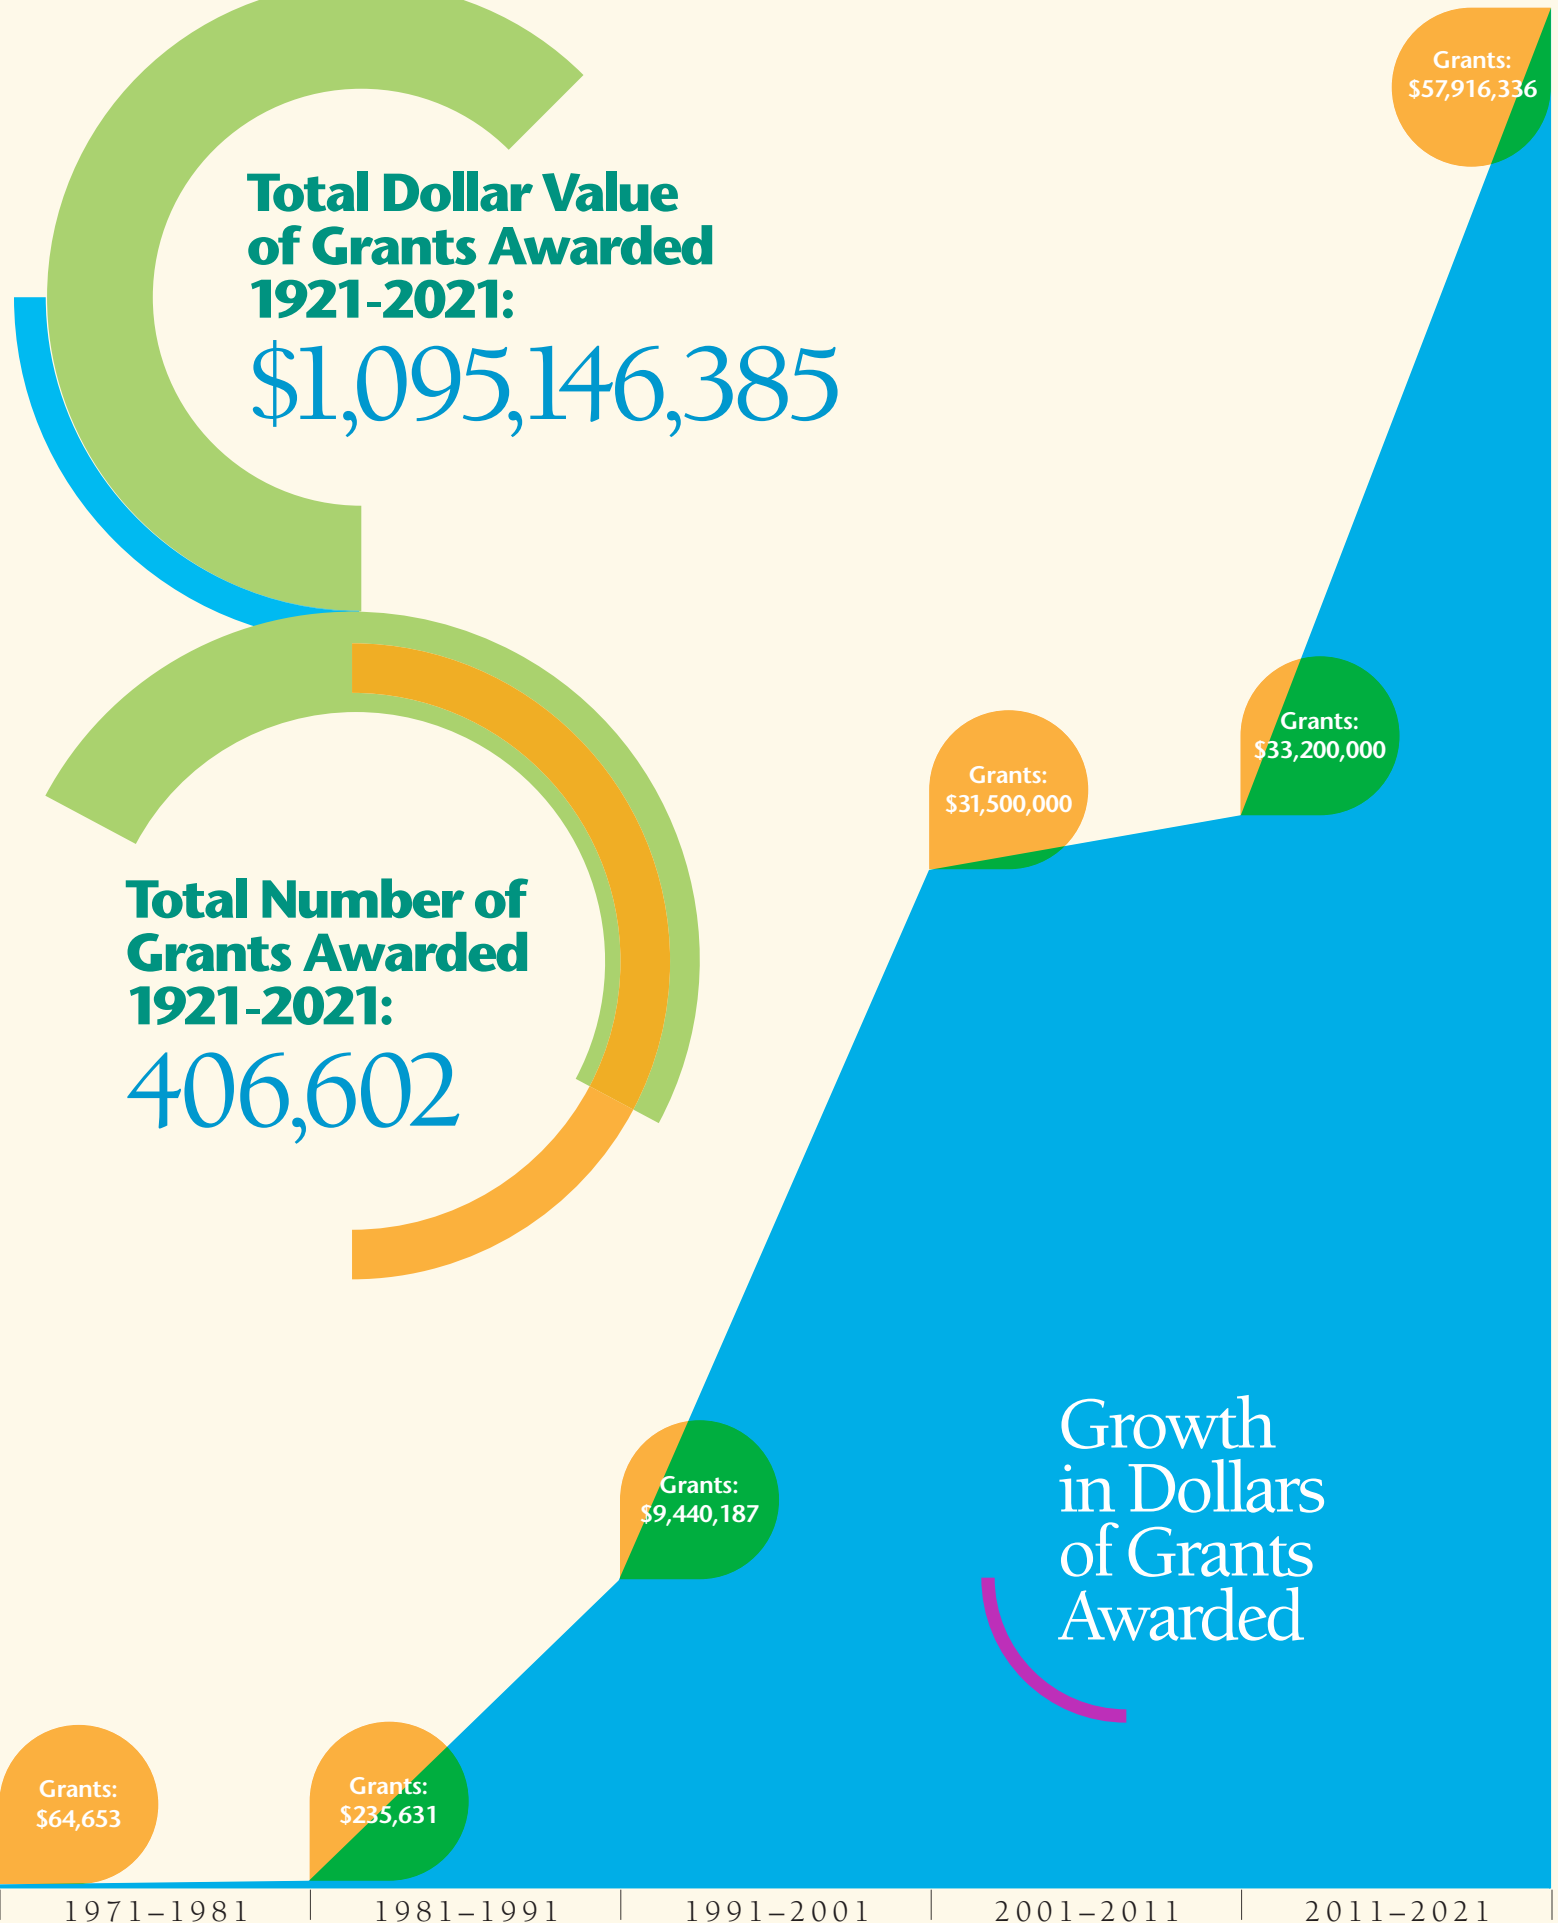 Grants:
$57,916,336
Total Dollar Value
of Grants Awarded
1921-2021:
$1,095,146,385
Grants:
$33,200,000
Grants:
$31,500,000
Total Number of
Grants Awarded
1921-2021:
406,602
Grants:
$9,440,187
Growth
in Dollars
of Grants
Awarded
Grants:
$64,653
Grants:
$235,631
1971–1981
1981–1991
1991–2001
2001–2011
2011–2021